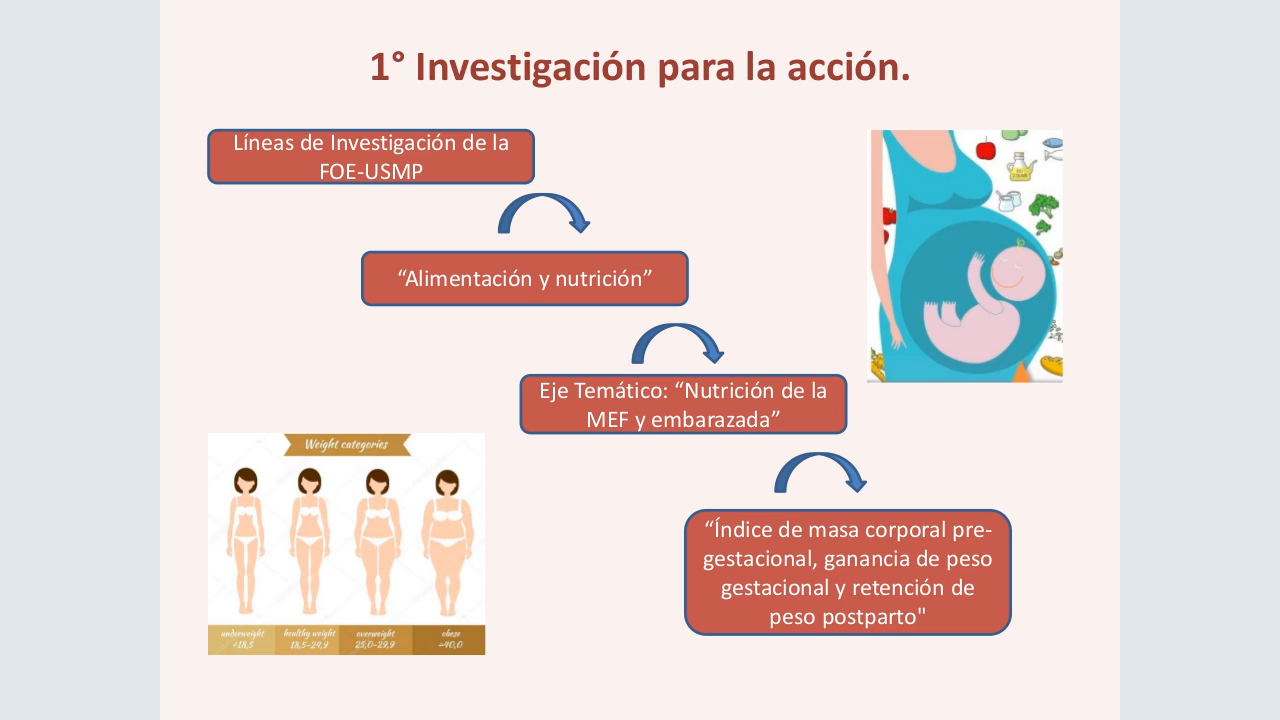 1° Investigación para la acción.
Líneas de Investigación de la
FOE-USMP
“Alimentación y nutrición”
Eje Temático: “Nutrición de la
MEF y embarazada”
“Índice de masa corporal pre-
gestacional, ganancia de peso
gestacional y retención de
peso postparto"
Weight categories
underweight healthy weight overweight obese
<18,5 18,5-24,9 25,0-29,9